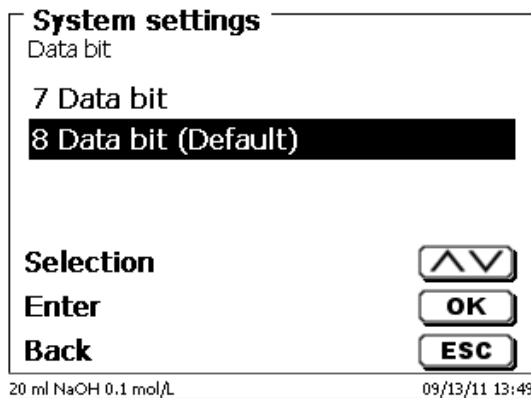 System settings
Data bit
7 Data bit
8 Data bit (Default)
Selection
Enter OK
Back ESC
20 ml NaOH 0.1 mol/L 09/13/11 13:49